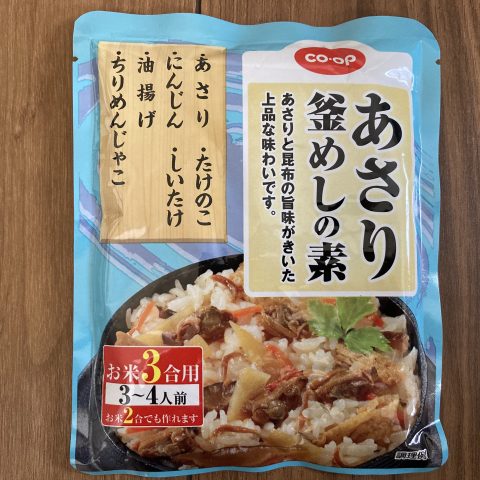 co・op
あさり
釜めしの素
あさりと昆布の旨味がきいた
上品な味わいです。
・あさり ・たけのこ
・にんじん ・しいたけ
・油揚げ
・ちりめんじゃこ
お米3合用
3〜4人前
お米2合でも作れます
調理例